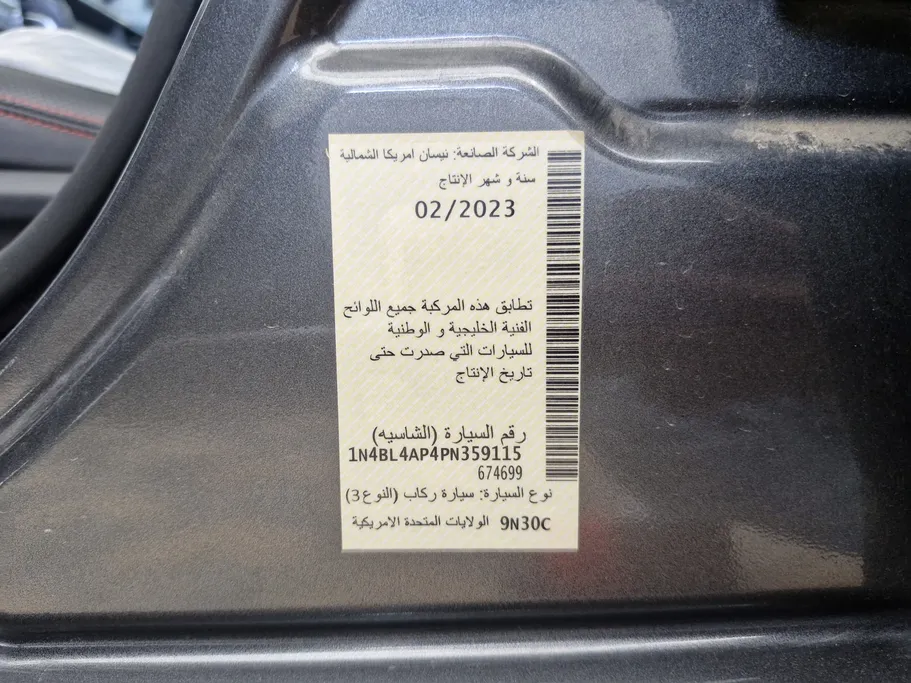 الشركة الصانعة: نيسان امريكا الشمالية
سنة و شهر الإنتاج
02/2023
تطابق هذه المركبة جميع اللوائح
الفنية الخليجية و الوطنية
للسيارات التي صدرت حتى
تاريخ الإنتاج
رقم السيارة (الشاسيه)
1N4BL4AP4PN359115
674699
نوع السيارة: سيارة ركاب (النوع 3)
9N30C الولايات المتحدة الامريكية